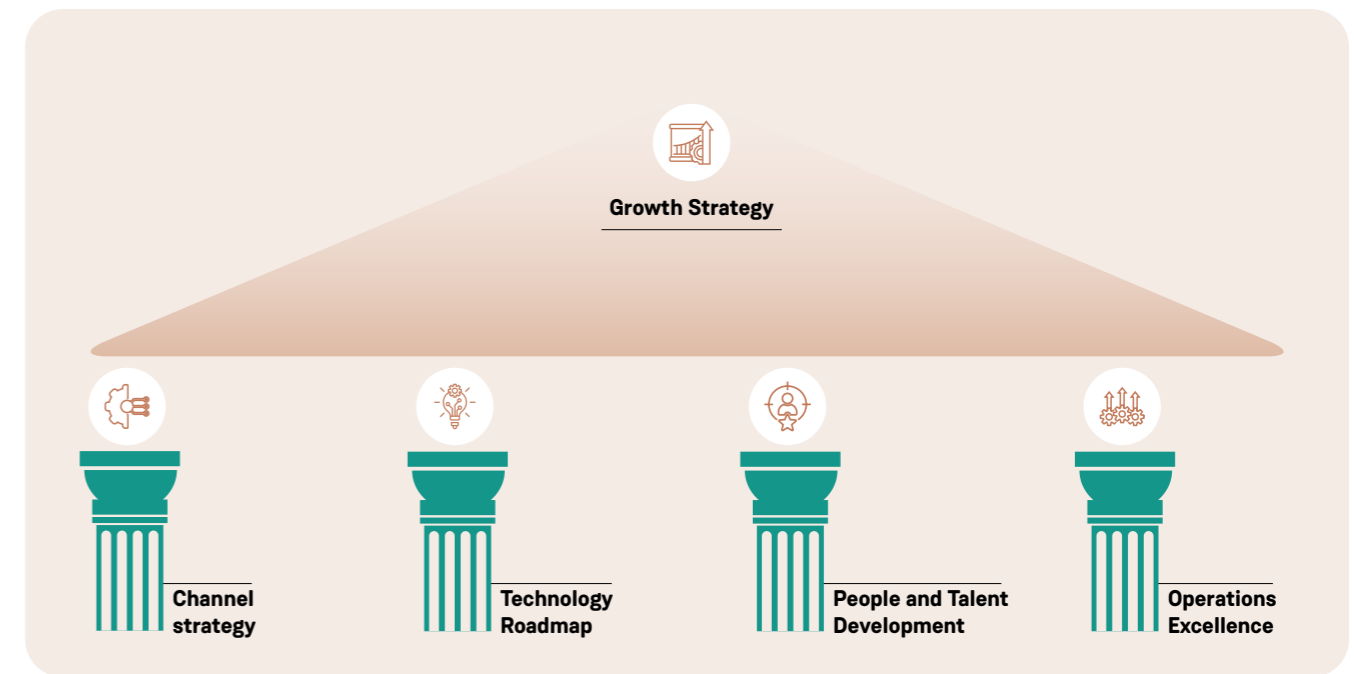 Growth Strategy
Channel
strategy
Technology
Roadmap
People and Talent
Development
Operations
Excellence